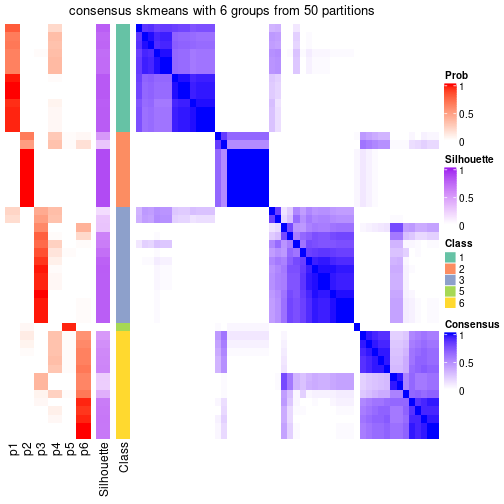 consensus skmeans with 6 groups from 50 partitions
Prob
1
0.5
0
Silhouette
1
0.5
0
Class
1
2
3
5
6
Consensus
1
0.5
0
p1
p2
p3
p4
p5
p6
Silhouette
Class